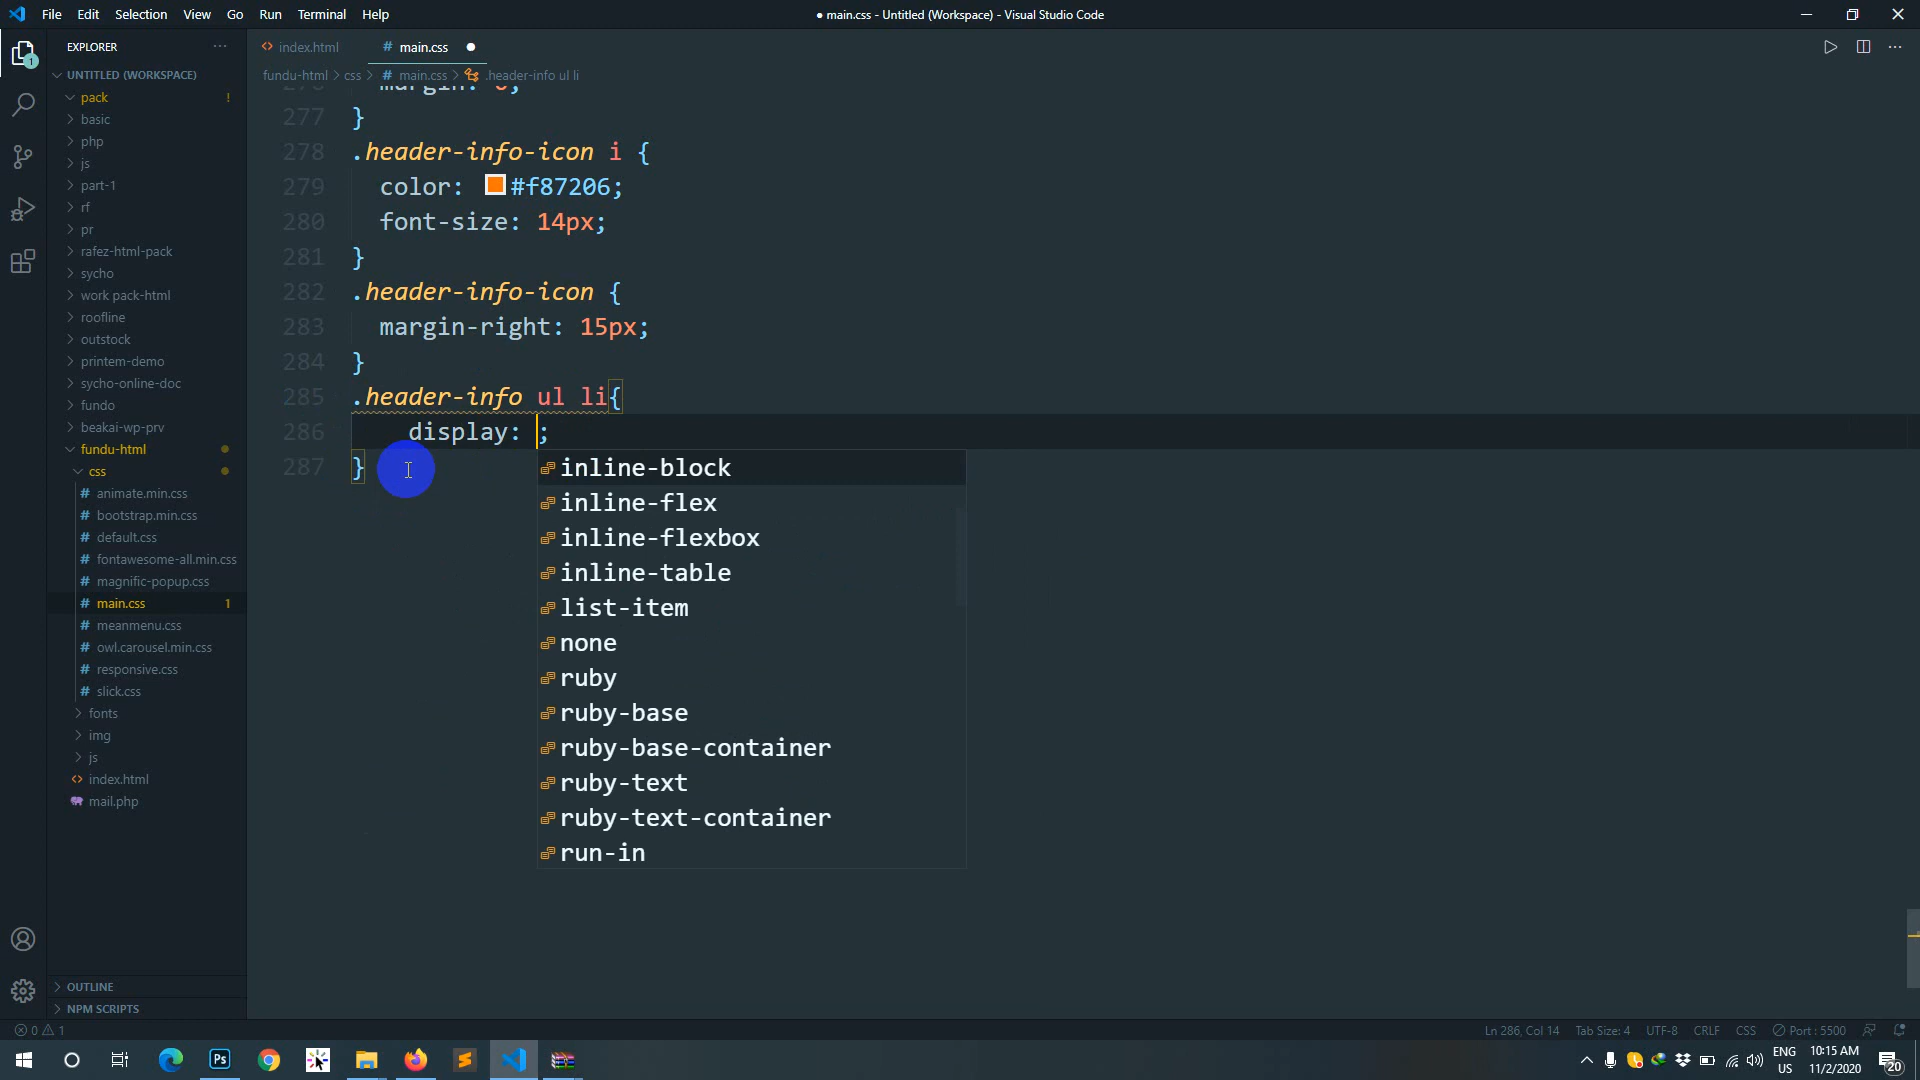 File Edit Selection View Go Run Terminal Help
● main.css - Untitled (Workspace) - Visual Studio Code
EXPLORER
UNTITLED (WORKSPACE)
pack !
basic
php
js
part-1
rf
pr
rafez-html-pack
sycho
work pack-html
roofline
outstock
printem-demo
sycho-online-doc
fundo
beakai-wp-prv
fundu-html
css
# animate.min.css
# bootstrap.min.css
# default.css
# fontawesome-all.min.css
# magnific-popup.css
# main.css 1
# meanmenu.css
# owl.carousel.min.css
# responsive.css
# slick.css
fonts
img
js
<> index.html
mail.php
OUTLINE
NPM SCRIPTS
<> index.html
# main.css ●
fundu-html > css > # main.css > .header-info ul li
276 margin: 0;
277 }
278 .header-info-icon i {
279 color: #f87206;
280 font-size: 14px;
281 }
282 .header-info-icon {
283 margin-right: 15px;
284 }
285 .header-info ul li{
286 display: ;
287 }
inline-block
inline-flex
inline-flexbox
inline-table
list-item
none
ruby
ruby-base
ruby-base-container
ruby-text
ruby-text-container
run-in
0 1
Ln 286, Col 14 Tab Size: 4 UTF-8 CRLF CSS Port : 5500
Ps
ENG
US
10:15 AM
11/2/2020
20
1